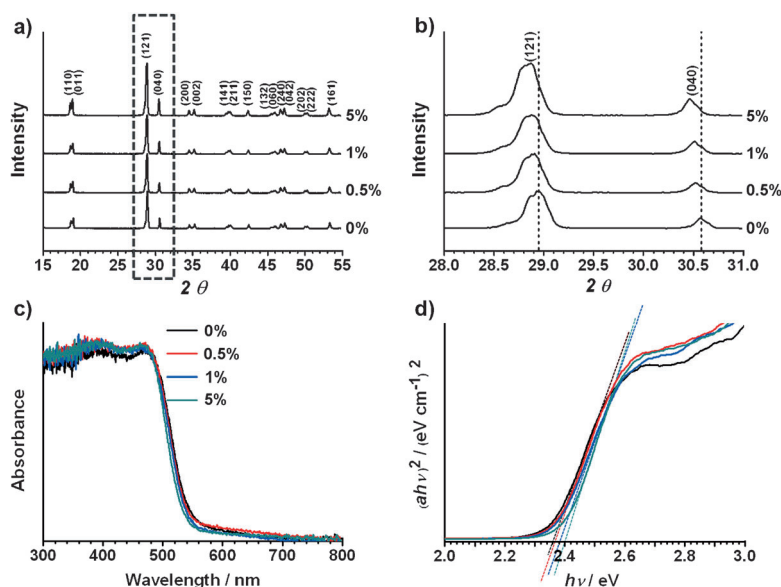 a)
Intensity
(110)
(011)
(121)
(040)
(200)
(002)
(141)
(211)
(150)
(132)
(060)
(240)
(042)
(202)
(222)
(161)
5%
1%
0.5%
0%
15 20 25 30 35 40 45 50 55
2 θ
b)
Intensity
(121)
(040)
5%
1%
0.5%
0%
28.0 28.5 29.0 29.5 30.0 30.5 31.0
2 θ
c)
Absorbance
0%
0.5%
1%
5%
300 400 500 600 700 800
Wavelength / nm
d)
(ahν)2 / (eV cm-1) 2
2.0 2.2 2.4 2.6 2.8 3.0
hν / eV